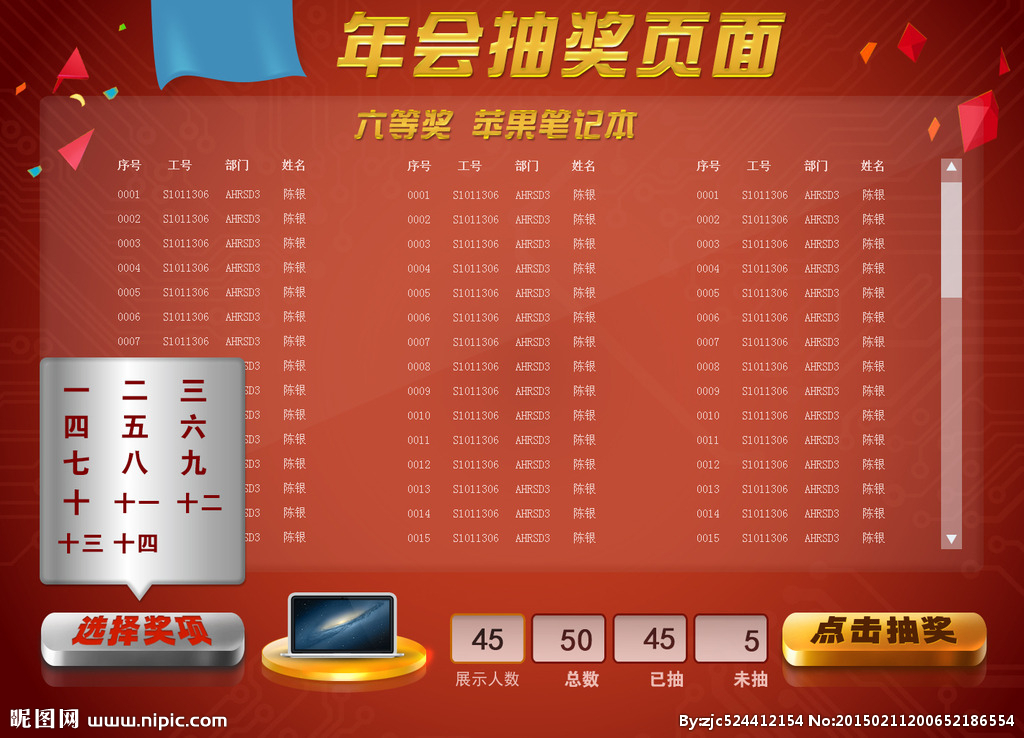 年会抽奖页面
六等奖 苹果笔记本
序号 工号 部门 姓名 序号 工号 部门 姓名 序号 工号 部门 姓名
0001 S1011306 AHRSD3 陈银 0001 S1011306 AHRSD3 陈银 0001 S1011306 AHRSD3 陈银
0002 S1011306 AHRSD3 陈银 0002 S1011306 AHRSD3 陈银 0002 S1011306 AHRSD3 陈银
0003 S1011306 AHRSD3 陈银 0003 S1011306 AHRSD3 陈银 0003 S1011306 AHRSD3 陈银
0004 S1011306 AHRSD3 陈银 0004 S1011306 AHRSD3 陈银 0004 S1011306 AHRSD3 陈银
0005 S1011306 AHRSD3 陈银 0005 S1011306 AHRSD3 陈银 0005 S1011306 AHRSD3 陈银
0006 S1011306 AHRSD3 陈银 0006 S1011306 AHRSD3 陈银 0006 S1011306 AHRSD3 陈银
0007 S1011306 AHRSD3 陈银 0007 S1011306 AHRSD3 陈银 0007 S1011306 AHRSD3 陈银
SD3 陈银 0008 S1011306 AHRSD3 陈银 0008 S1011306 AHRSD3 陈银
SD3 陈银 0009 S1011306 AHRSD3 陈银 0009 S1011306 AHRSD3 陈银
SD3 陈银 0010 S1011306 AHRSD3 陈银 0010 S1011306 AHRSD3 陈银
SD3 陈银 0011 S1011306 AHRSD3 陈银 0011 S1011306 AHRSD3 陈银
SD3 陈银 0012 S1011306 AHRSD3 陈银 0012 S1011306 AHRSD3 陈银
SD3 陈银 0013 S1011306 AHRSD3 陈银 0013 S1011306 AHRSD3 陈银
SD3 陈银 0014 S1011306 AHRSD3 陈银 0014 S1011306 AHRSD3 陈银
SD3 陈银 0015 S1011306 AHRSD3 陈银 0015 S1011306 AHRSD3 陈银
一 二 三
四 五 六
七 八 九
十 十一 十二
十三 十四
选择奖项
45 50 45 5
展示人数 总数 已抽 未抽
点击抽奖
昵图网 www.nipic.com
By:zjc524412154 No:20150211200652186554